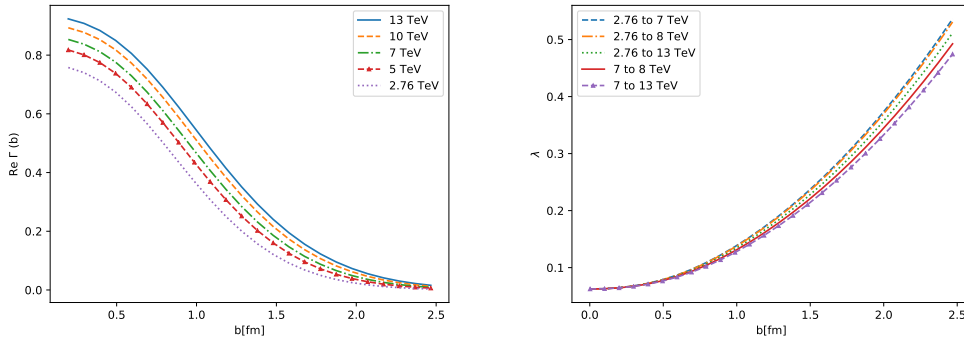 13 TeV
10 TeV
7 TeV
5 TeV
2.76 TeV
Re Γ (b)
0.8
0.6
0.4
0.2
0.0
0.5
1.0
1.5
2.0
2.5
b[fm]
2.76 to 7 TeV
2.76 to 8 TeV
2.76 to 13 TeV
7 to 8 TeV
7 to 13 TeV
λ
0.5
0.4
0.3
0.2
0.1
0.0
0.5
1.0
1.5
2.0
2.5
b[fm]